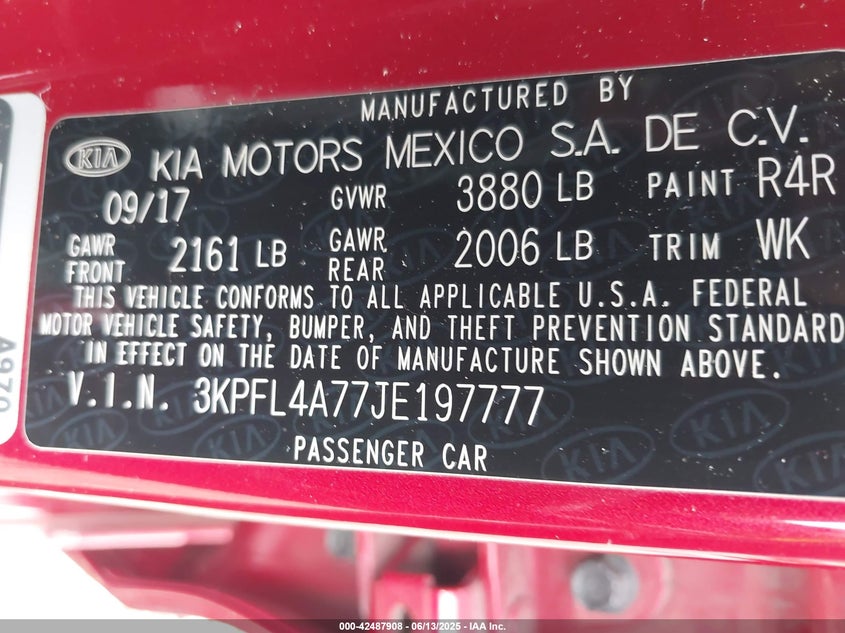 MANUFACTURED BY
KIA KIA MOTORS MEXICO S.A. DE C.V.
09/17 GVWR 3880 LB PAINT R4R
GAWR FRONT 2161 LB GAWR REAR 2006 LB TRIM WK
THIS VEHICLE CONFORMS TO ALL APPLICABLE U.S.A. FEDERAL
MOTOR VEHICLE SAFETY, BUMPER, AND THEFT PREVENTION STANDARD
IN EFFECT ON THE DATE OF MANUFACTURE SHOWN ABOVE.
V.I.N. 3KPFL4A77JE197777
PASSENGER CAR
A970
000-42487908 - 06/13/2025 - IAA Inc.